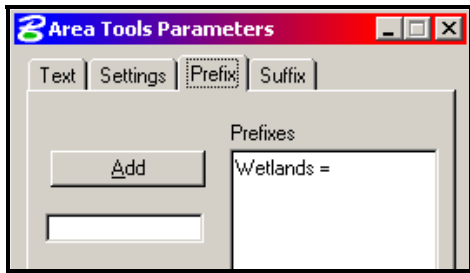 Area Tools Parameters
Text Settings Prefix Suffix
Prefixes
Add
Wetlands =